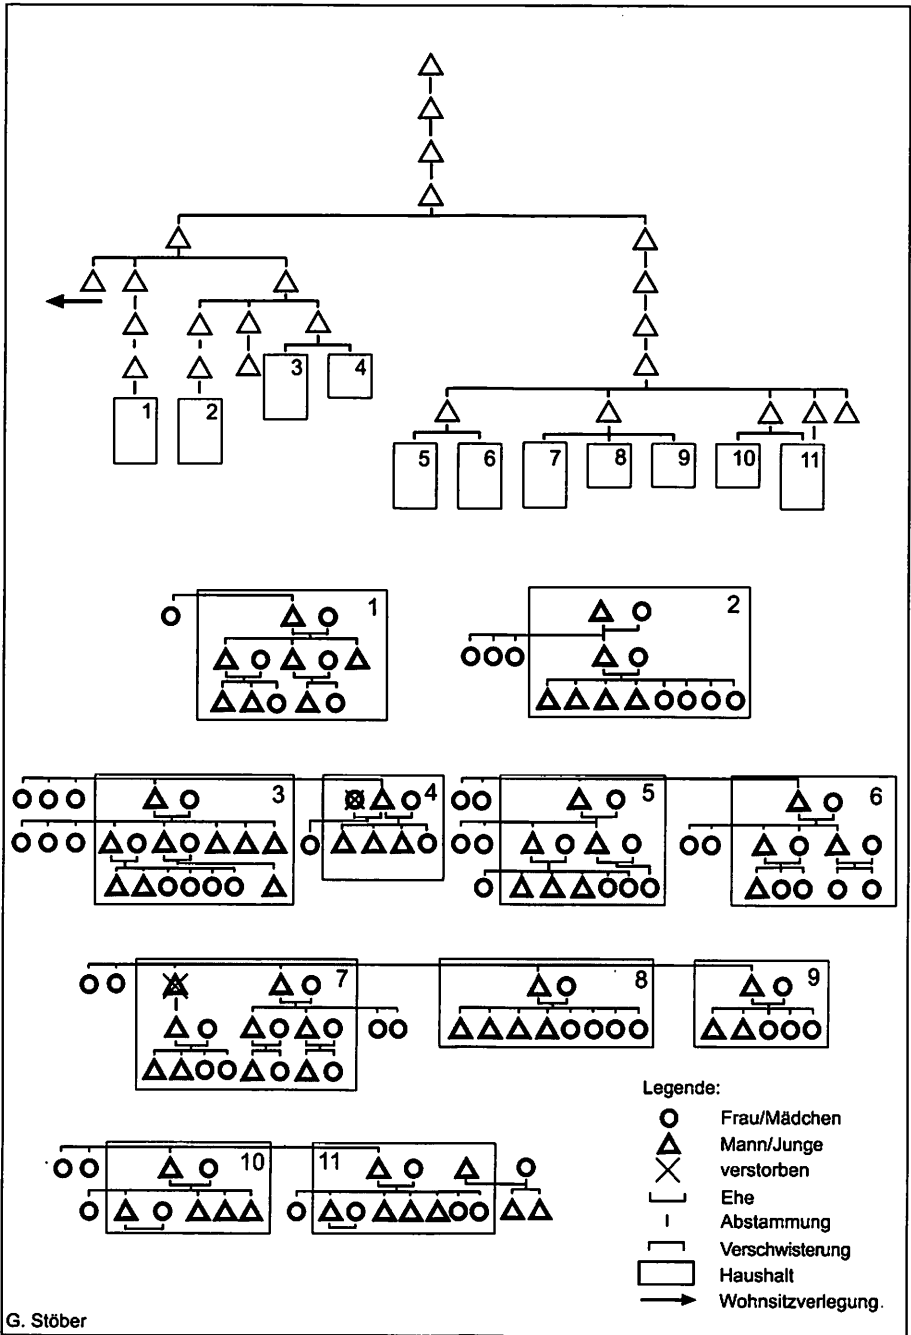 3
4
1
2
5
6
7
8
9
10
11
1
2
3
4
5
6
7
8
9
10
11
Legende:
Frau/Mädchen
Mann/Junge
verstorben
Ehe
Abstammung
Verschwisterung
Haushalt
Wohnsitzverlegung.
G. Stöber